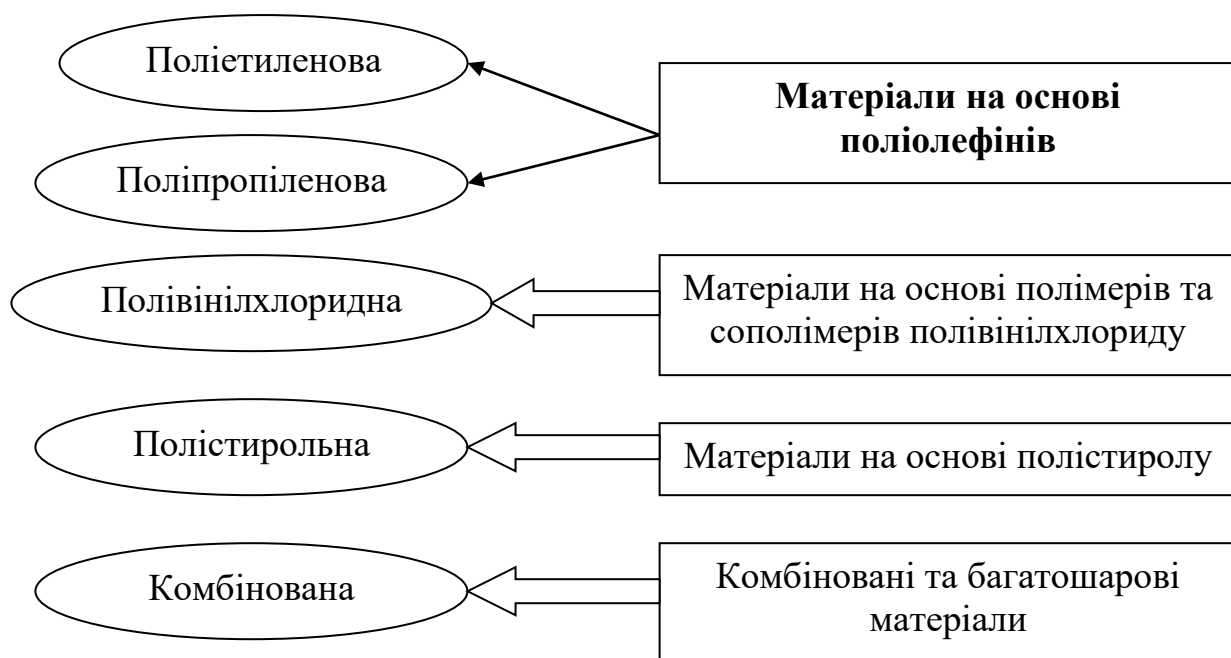 Поліетиленова
Матеріали на основі
поліолефінів
Поліпропіленова
Полівінілхлоридна
Матеріали на основі полімерів та
сополімерів полівінілхлориду
Полістирольна
Матеріали на основі полістиролу
Комбінована
Комбіновані та багатошарові
матеріали